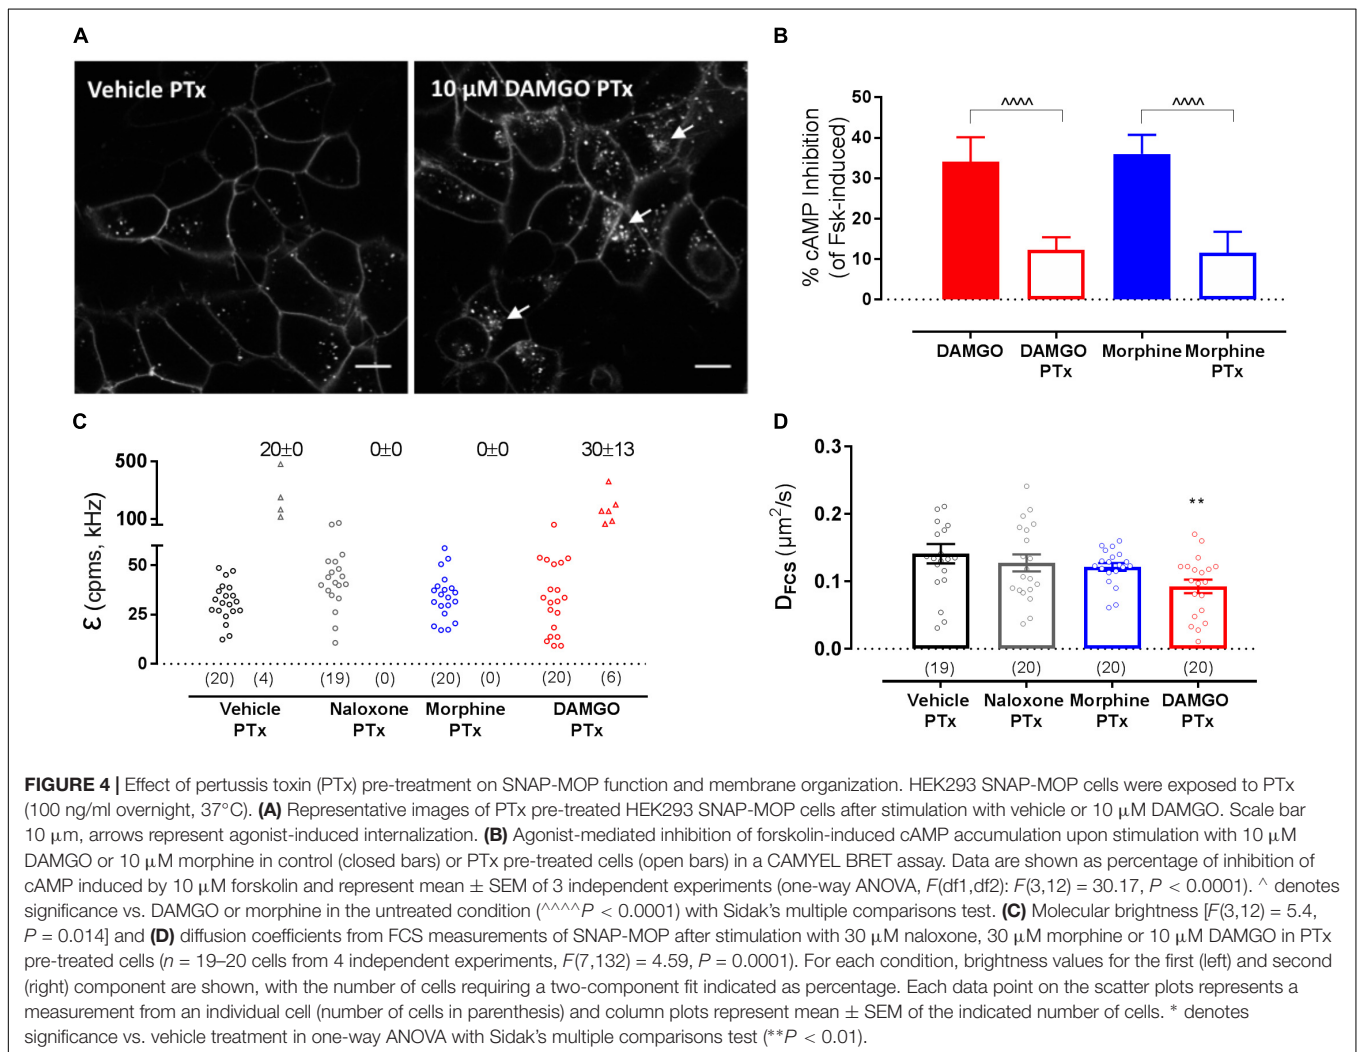 A
Vehicle PTx
10 µM DAMGO PTx
B
50
40
30
20
10
0
% cAMP Inhibition
(of Fsk-induced)
^^^^
^^^^
DAMGO
DAMGO
PTx
Morphine
Morphine
PTx
C
500
100
50
25
0
ε (cpms, kHz)
20±0
0±0
0±0
30±13
(20) (4) (19) (0) (20) (0) (20) (6)
Vehicle
PTx
Naloxone
PTx
Morphine
PTx
DAMGO
PTx
D
0.3
0.2
0.1
0.0
DFCS (µm²/s)
**
(19) (20) (20) (20)
Vehicle
PTx
Naloxone
PTx
Morphine
PTx
DAMGO
PTx
FIGURE 4 | Effect of pertussis toxin (PTx) pre-treatment on SNAP-MOP function and membrane organization. HEK293 SNAP-MOP cells were exposed to PTx
(100 ng/ml overnight, 37°C). (A) Representative images of PTx pre-treated HEK293 SNAP-MOP cells after stimulation with vehicle or 10 µM DAMGO. Scale bar
10 µm, arrows represent agonist-induced internalization. (B) Agonist-mediated inhibition of forskolin-induced cAMP accumulation upon stimulation with 10 µM
DAMGO or 10 µM morphine in control (closed bars) or PTx pre-treated cells (open bars) in a CAMYEL BRET assay. Data are shown as percentage of inhibition of
cAMP induced by 10 µM forskolin and represent mean ± SEM of 3 independent experiments (one-way ANOVA, F(df1,df2): F(3,12) = 30.17, P < 0.0001). ^ denotes
significance vs. DAMGO or morphine in the untreated condition (^^^^P < 0.0001) with Sidak's multiple comparisons test. (C) Molecular brightness [F(3,12) = 5.4,
P = 0.014] and (D) diffusion coefficients from FCS measurements of SNAP-MOP after stimulation with 30 µM naloxone, 30 µM morphine or 10 µM DAMGO in PTx
pre-treated cells (n = 19–20 cells from 4 independent experiments, F(7,132) = 4.59, P = 0.0001). For each condition, brightness values for the first (left) and second
(right) component are shown, with the number of cells requiring a two-component fit indicated as percentage. Each data point on the scatter plots represents a
measurement from an individual cell (number of cells in parenthesis) and column plots represent mean ± SEM of the indicated number of cells. * denotes
significance vs. vehicle treatment in one-way ANOVA with Sidak's multiple comparisons test (**P < 0.01).